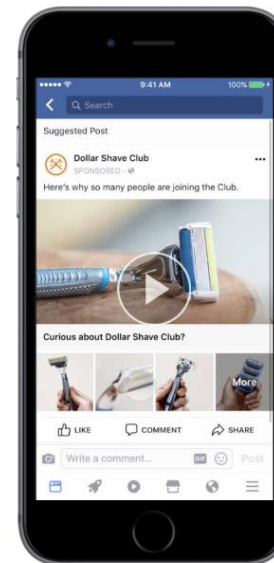 9:41 AM
100%
Search
Suggested Post
Dollar Shave Club
SPONSORED ·
Here's why so many people are joining the Club.
Curious about Dollar Shave Club?
More
LIKE
COMMENT
SHARE
Write a comment...
GIF
Post